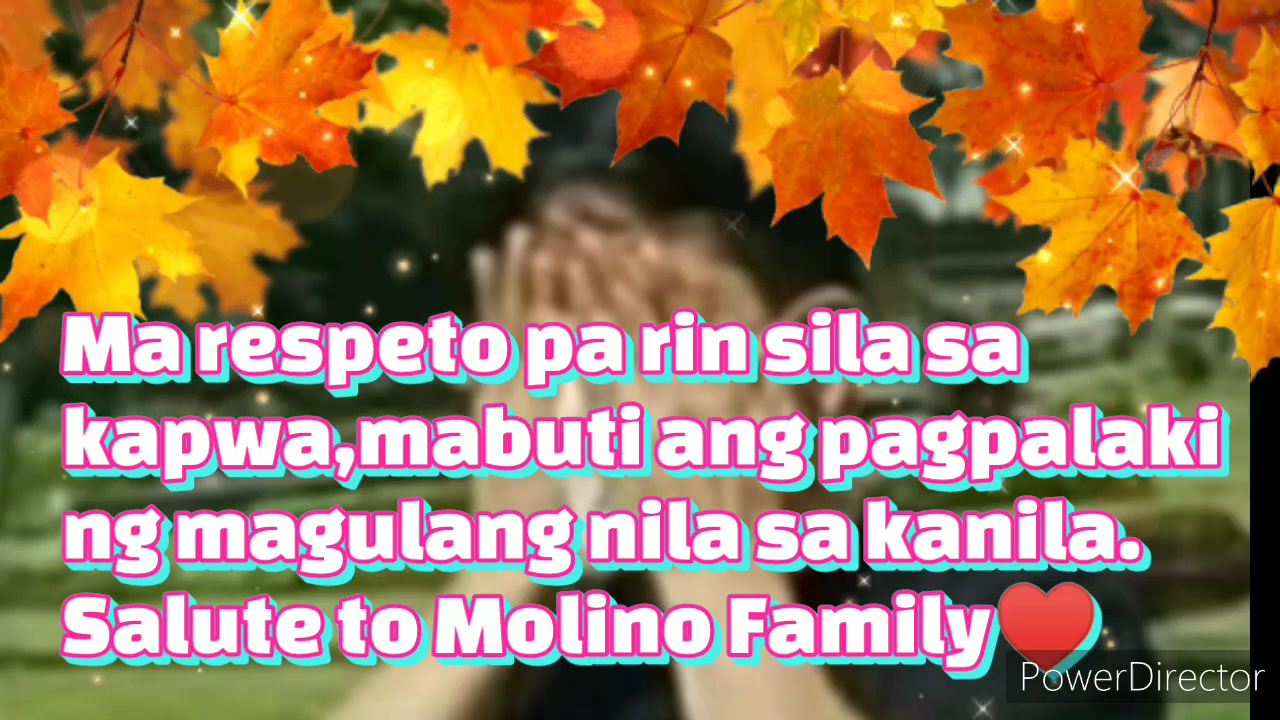 Ma respeto pa rin sila sa
kapwa,mabuti ang pagpalaki
ng magulang nila sa kanila.
Salute to Molino Family❤️
PowerDirector